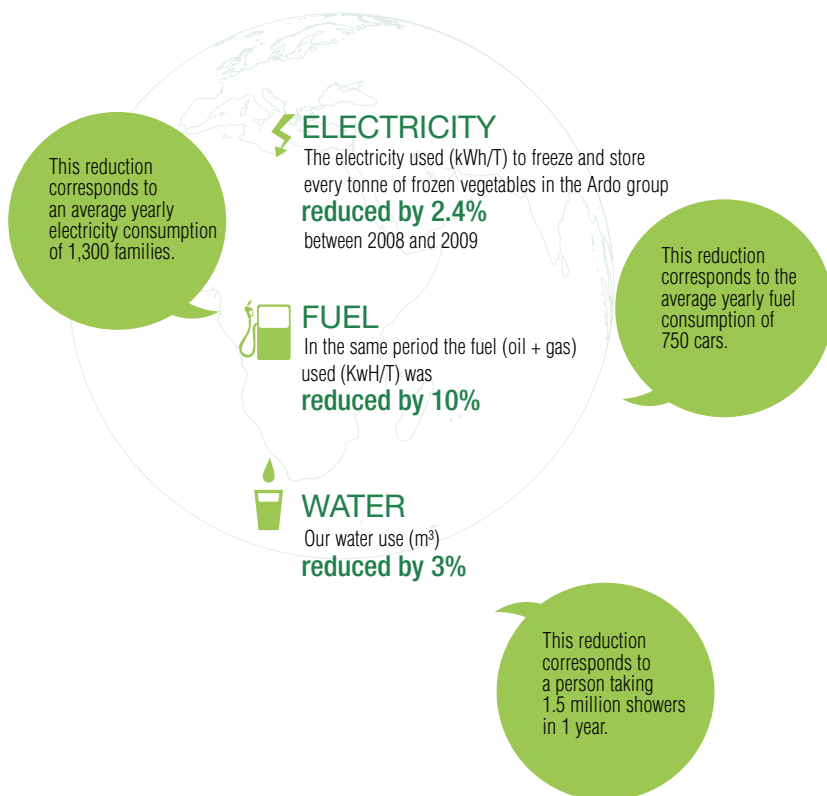 ELECTRICITY
The electricity used (kWh/T) to freeze and store
every tonne of frozen vegetables in the Ardo group
reduced by 2.4%
between 2008 and 2009
This reduction
corresponds to
an average yearly
electricity consumption
of 1,300 families.
FUEL
In the same period the fuel (oil + gas)
used (KwH/T) was
reduced by 10%
This reduction
corresponds to the
average yearly fuel
consumption of
750 cars.
WATER
Our water use (m³)
reduced by 3%
This reduction
corresponds to
a person taking
1.5 million showers
in 1 year.